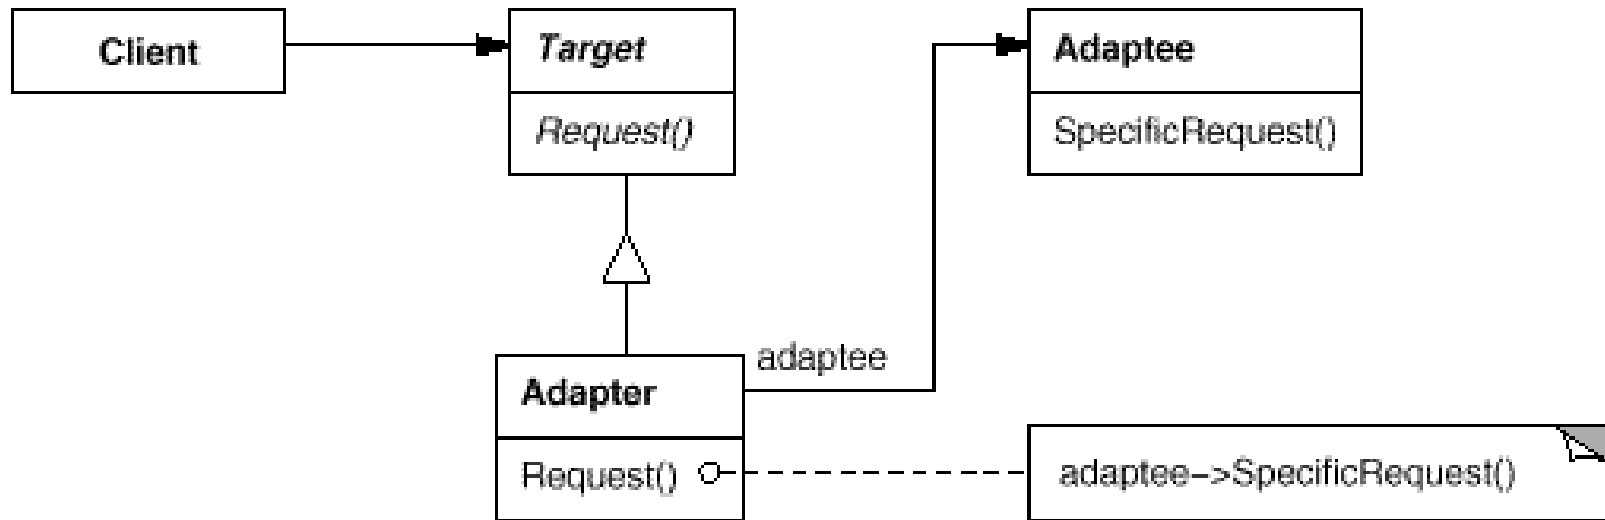 Client
Target
Request()
Adaptee
SpecificRequest()
adaptee
Adapter
Request()
adaptee->SpecificRequest()